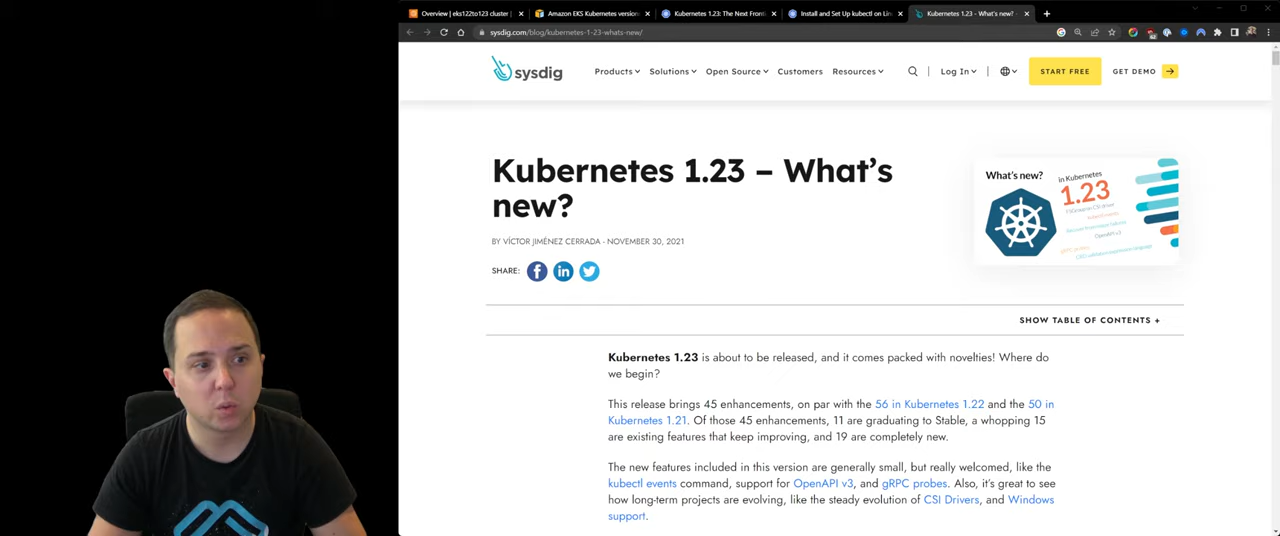 Overview | eks122to123 cluster |
Amazon EKS Kubernetes version
Kubernetes 1.23: The Next Fronti
Install and Set Up kubectl on Lin
Kubernetes 1.23 – What's new? –
sysdig.com/blog/kubernetes-1-23-whats-new/
sysdig
Products
Solutions
Open Source
Customers
Resources
Log In
START FREE
GET DEMO
Kubernetes 1.23 – What's
new?
BY VÍCTOR JIMÉNEZ CERRADA - NOVEMBER 30, 2021
SHARE:
What's new?
in Kubernetes
1.23
OpenAPI v3
SHOW TABLE OF CONTENTS +
Kubernetes 1.23 is about to be released, and it comes packed with novelties! Where do
we begin?
This release brings 45 enhancements, on par with the 56 in Kubernetes 1.22 and the 50 in
Kubernetes 1.21. Of those 45 enhancements, 11 are graduating to Stable, a whopping 15
are existing features that keep improving, and 19 are completely new.
The new features included in this version are generally small, but really welcomed, like the
kubectl events command, support for OpenAPI v3, and gRPC probes. Also, it's great to see
how long-term projects are evolving, like the steady evolution of CSI Drivers, and Windows
support.